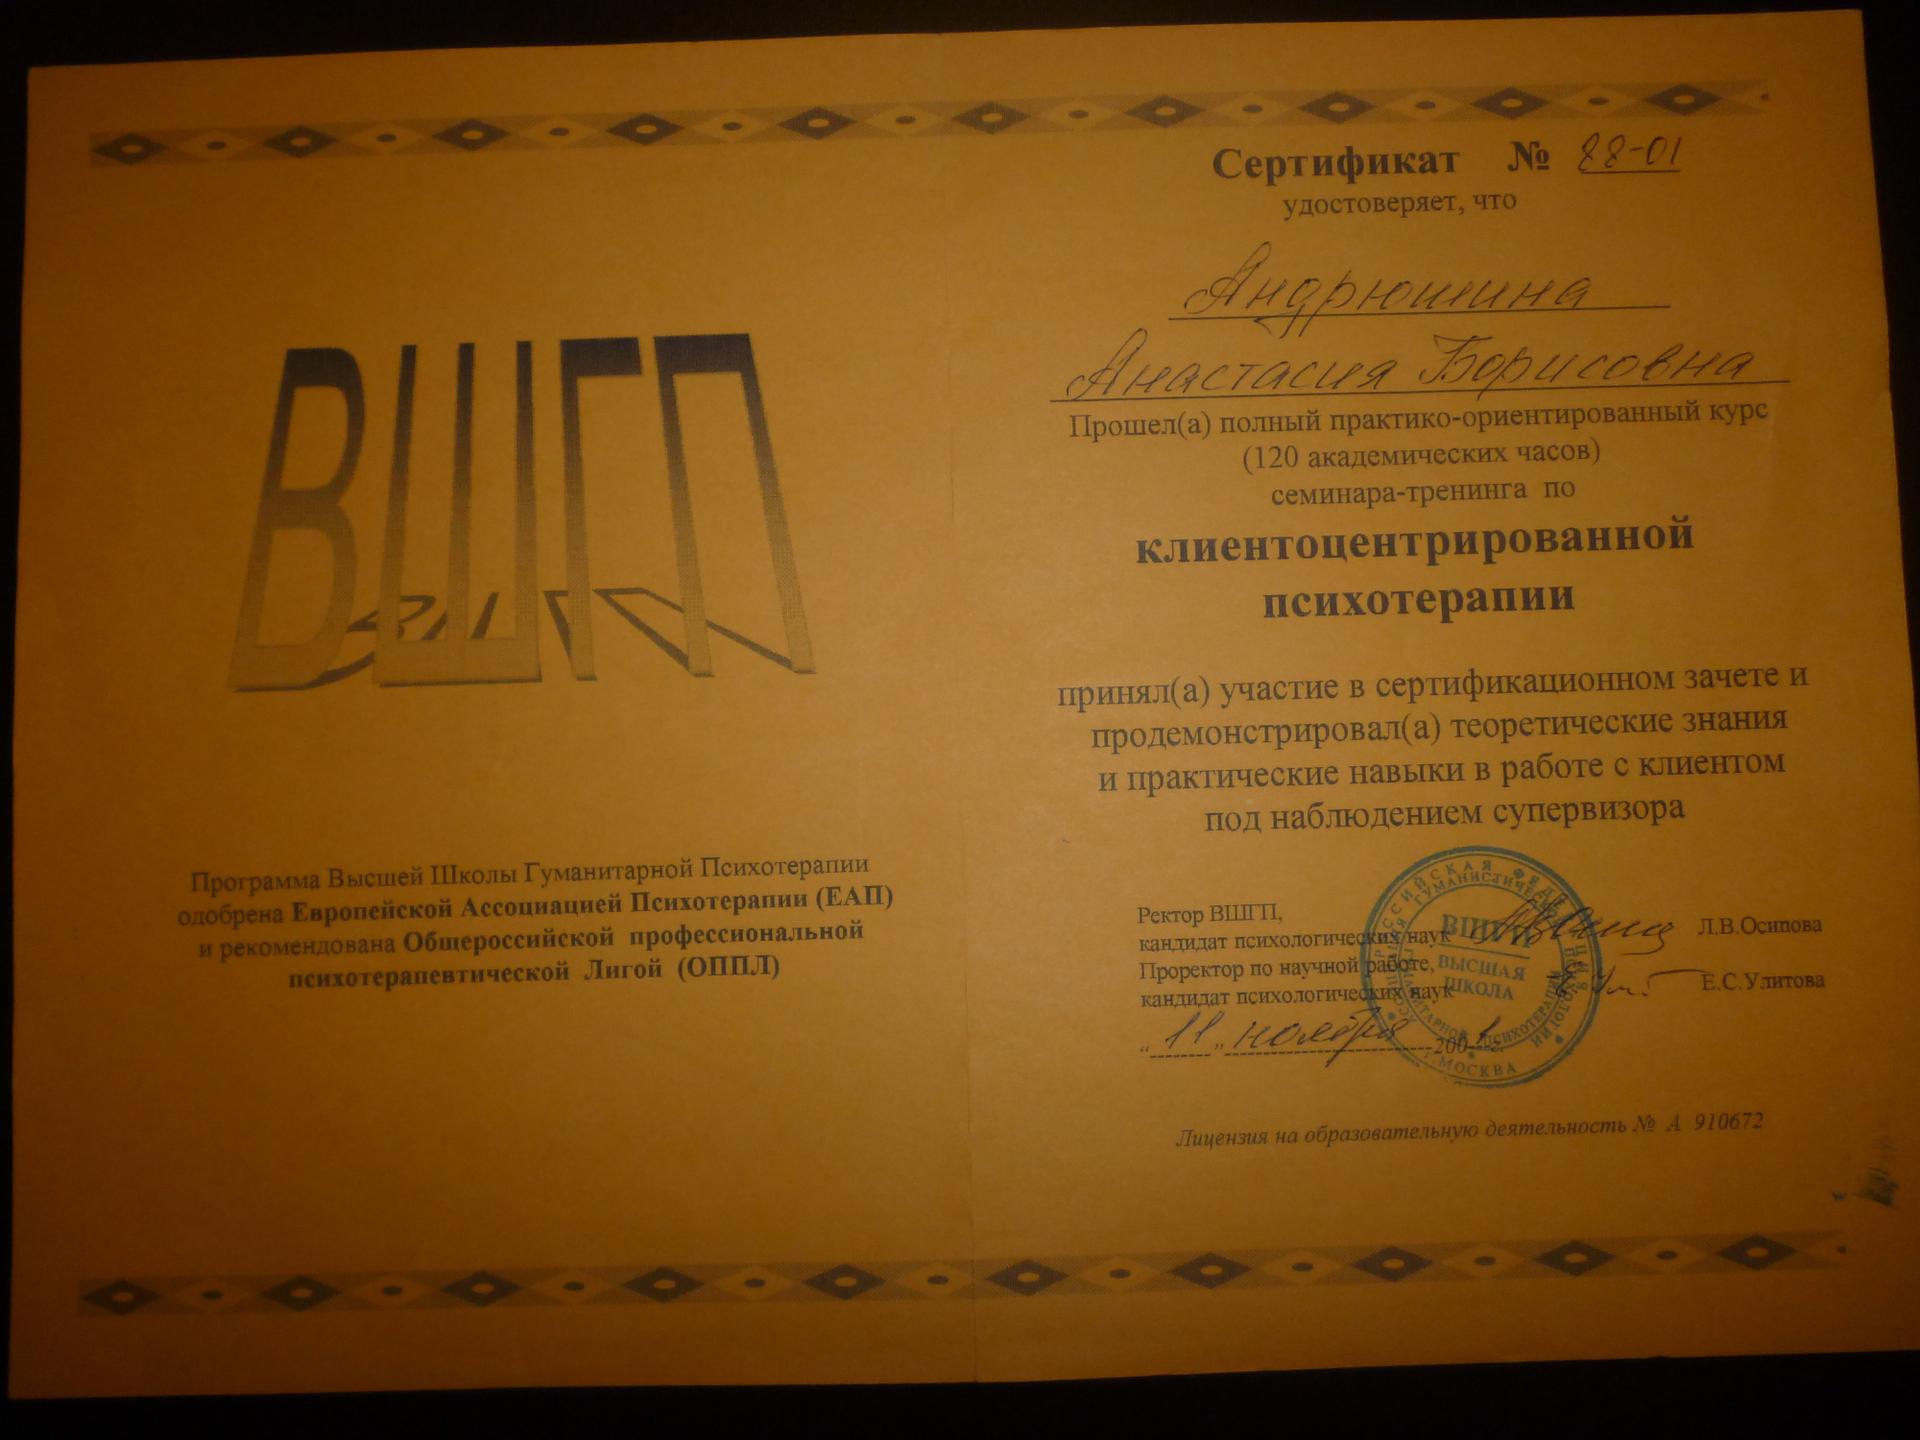 ВШГП
Программа Высшей Школы Гуманитарной Психотерапии
одобрена Европейской Ассоциацией Психотерапии (ЕАП)
и рекомендована Общероссийской профессиональной
психотерапевтической Лигой (ОППЛ)
Сертификат № 88-01
удостоверяет, что
Андрюшина
Анастасия Борисовна
Прошел(а) полный практико-ориентированный курс
(120 академических часов)
семинара-тренинга по
клиентоцентрированной
психотерапии
принял(а) участие в сертификационном зачете и
продемонстрировал(а) теоретические знания
и практические навыки в работе с клиентом
под наблюдением супервизора
Ректор ВШГП,
кандидат психологических наук Л.В.Осипова
Проректор по научной работе,
кандидат психологических наук Е.С.Улитова
"11" ноября 2001г.
ВШГП
ВЫСШАЯ
ШКОЛА
г. МОСКВА
Лицензия на образовательную деятельность № А 910672